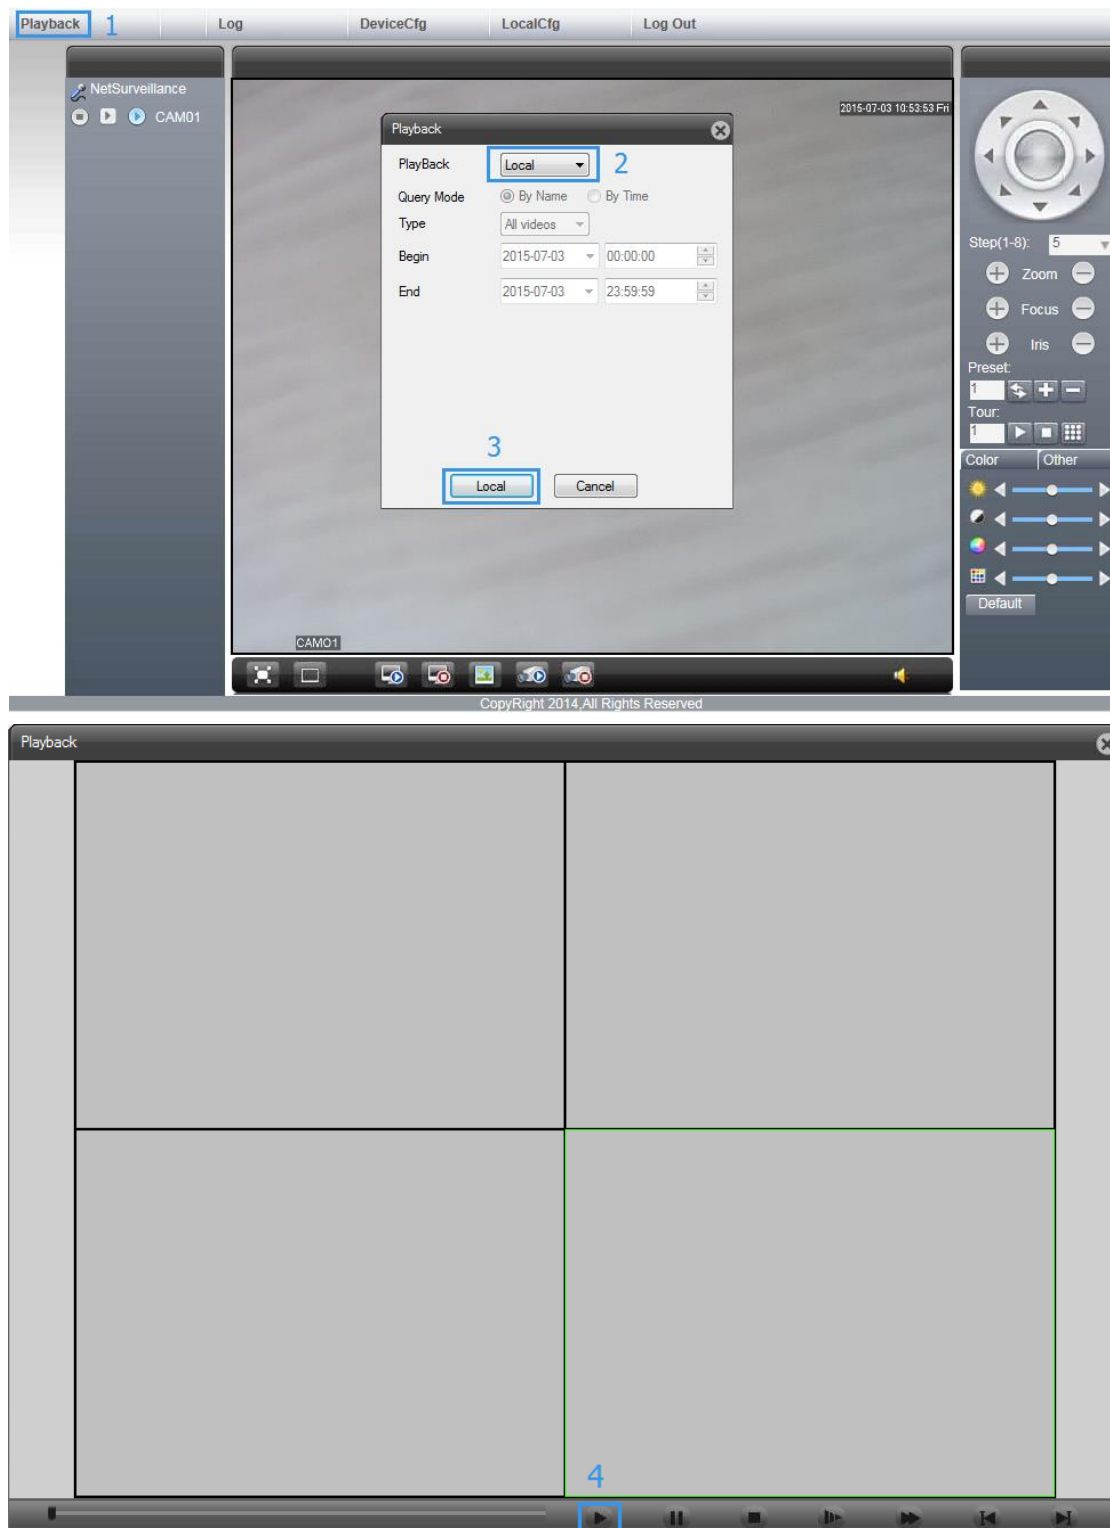 Playback 1 Log DeviceCfg LocalCfg Log Out
NetSurveillance
CAM01
2015-07-03 10:53:53 Fri
Playback
PlayBack Local 2
Query Mode By Name By Time
Type All videos
Begin 2015-07-03 00:00:00
End 2015-07-03 23:59:59
3
Local Cancel
CAM01
Step(1-8): 5
Zoom
Focus
Iris
Preset:
1
Tour:
1
Color Other
Default
CopyRight 2014,All Rights Reserved
Playback
4